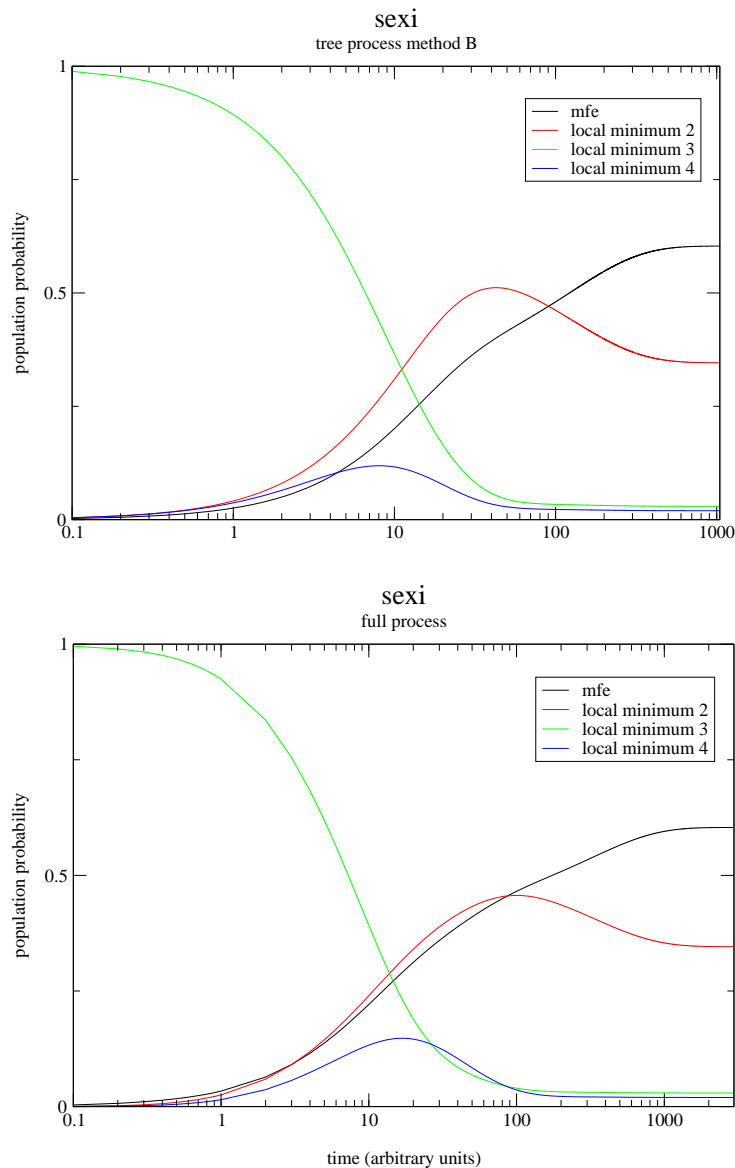 sexi
tree process method B
1
mfe
local minimum 2
local minimum 3
local minimum 4
population probability
0.5
0
0.1 1 10 100 1000
sexi
full process
1
mfe
local minimum 2
local minimum 3
local minimum 4
population probability
0.5
0
0.1 1 10 100 1000
time (arbitrary units)